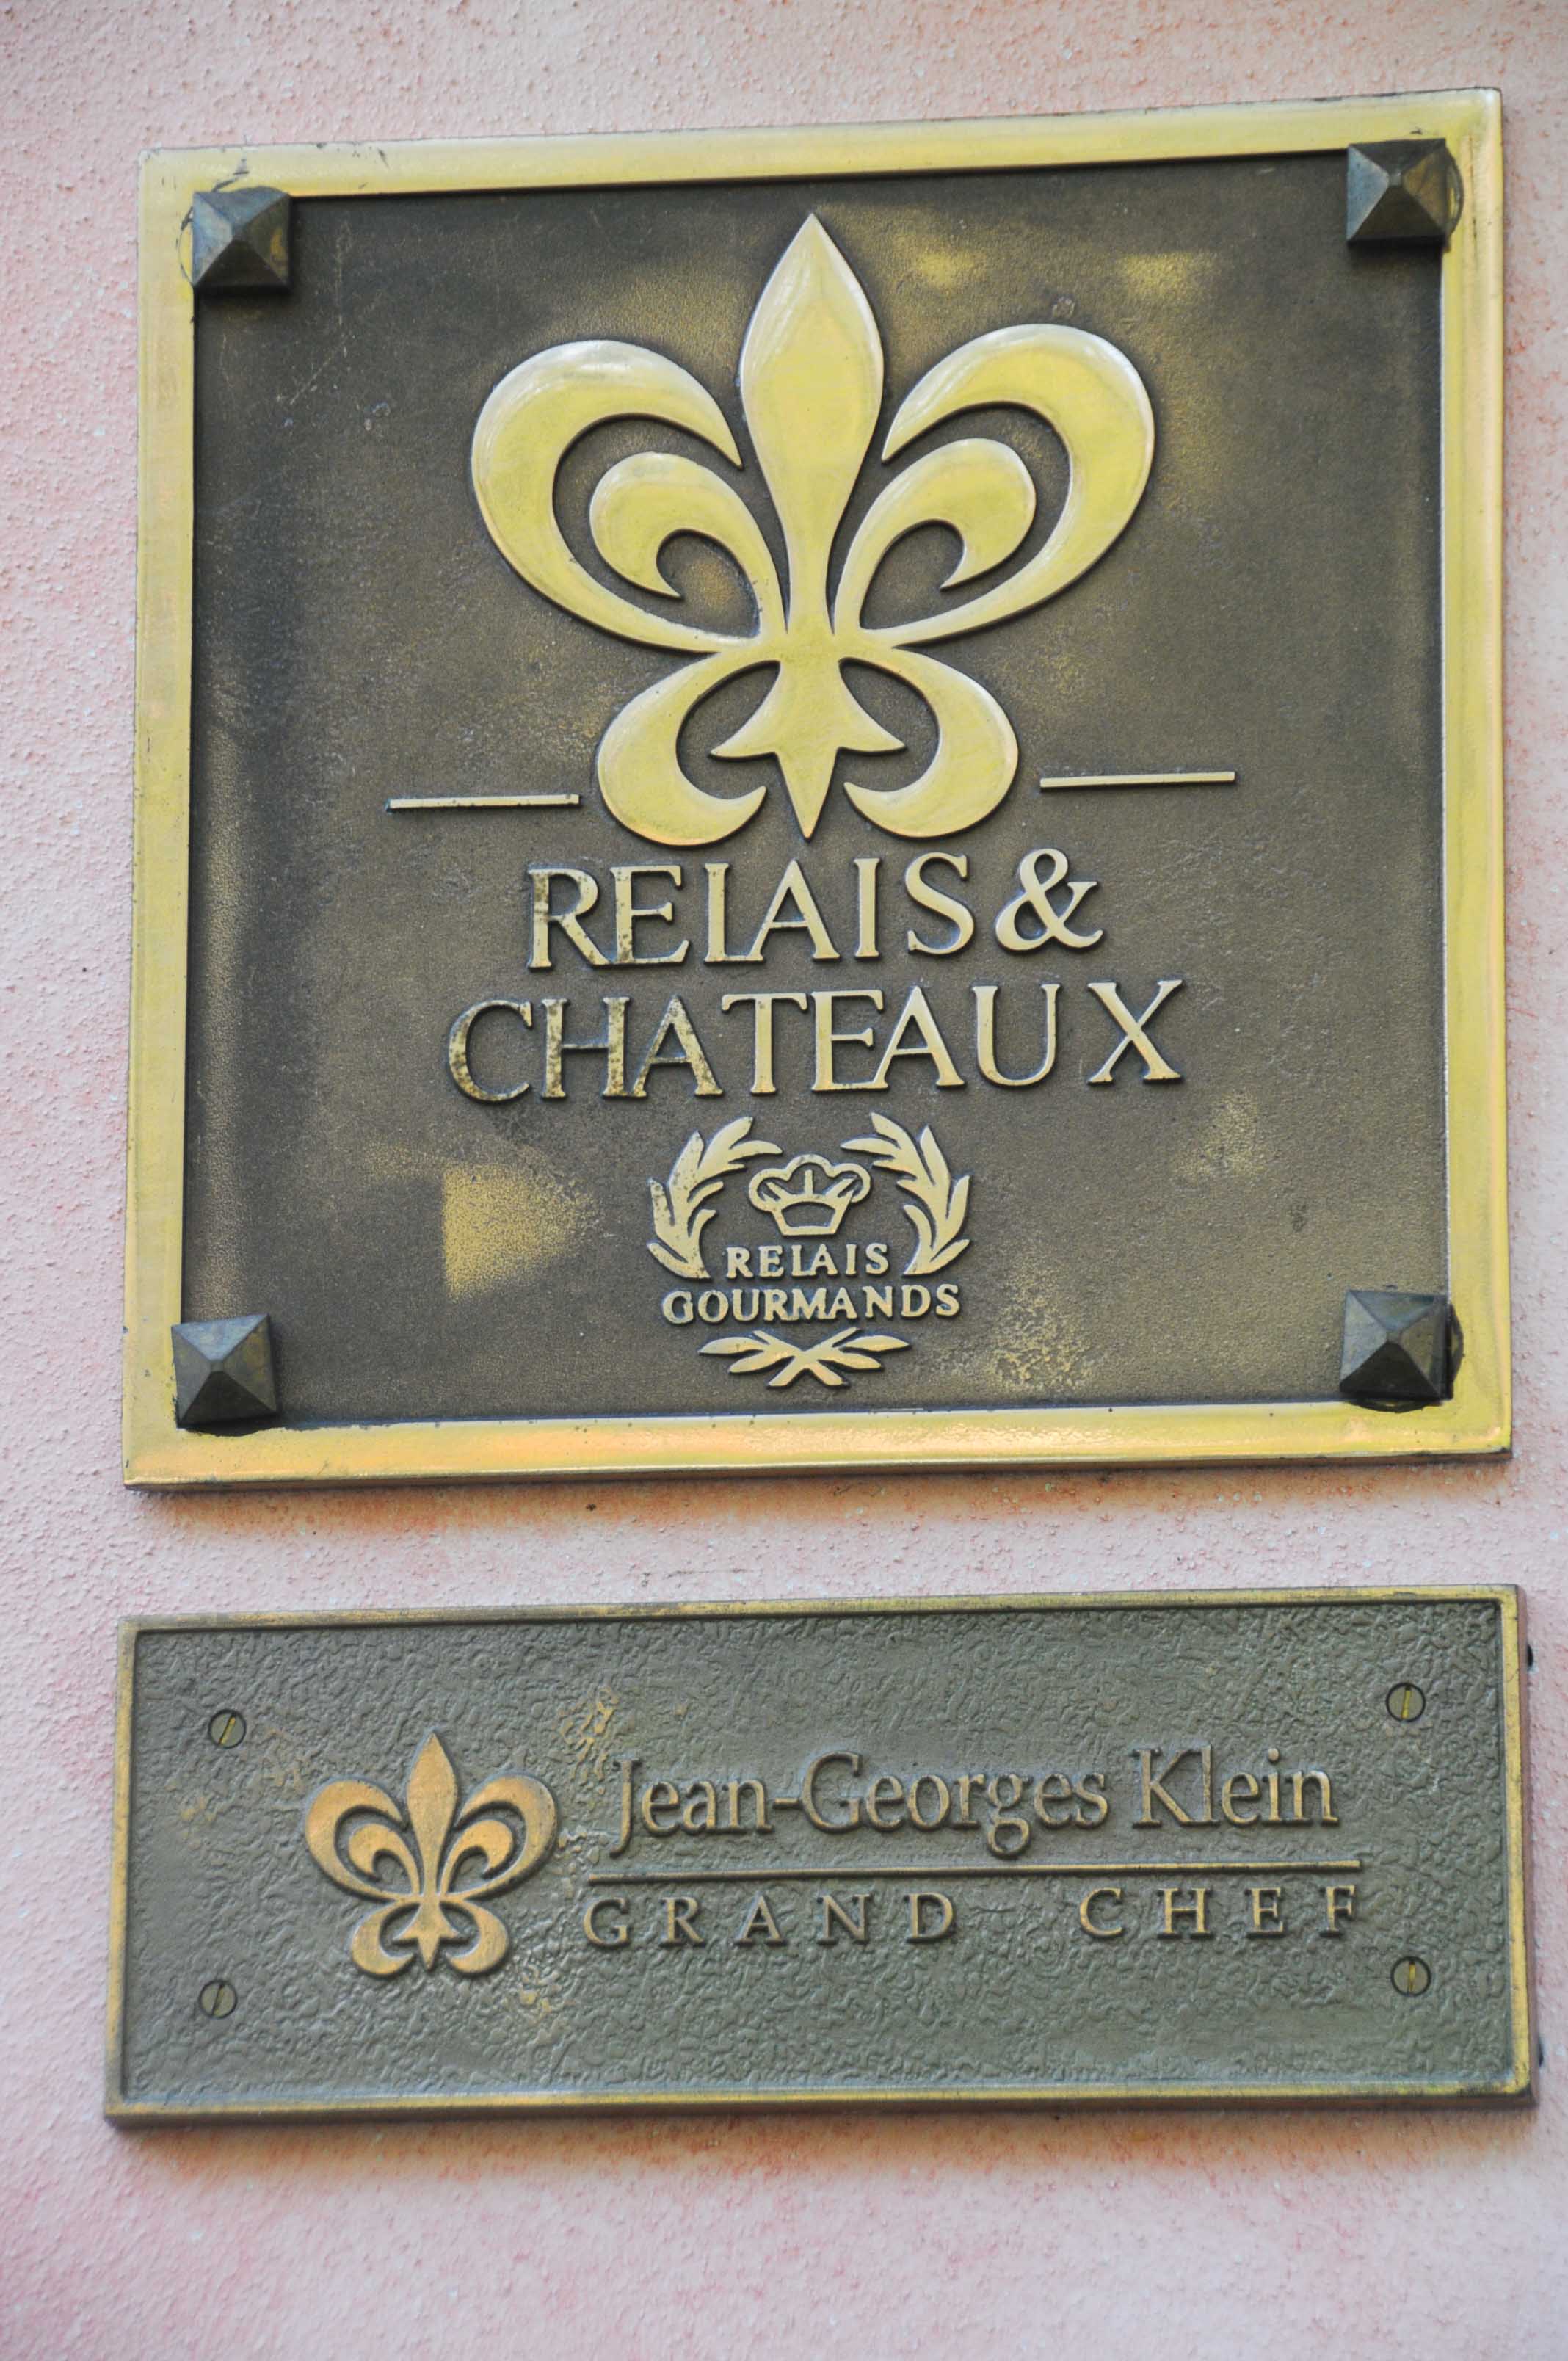 RELAIS &
CHATEAUX
RELAIS
GOURMANDS
Jean-Georges Klein
GRAND CHEF